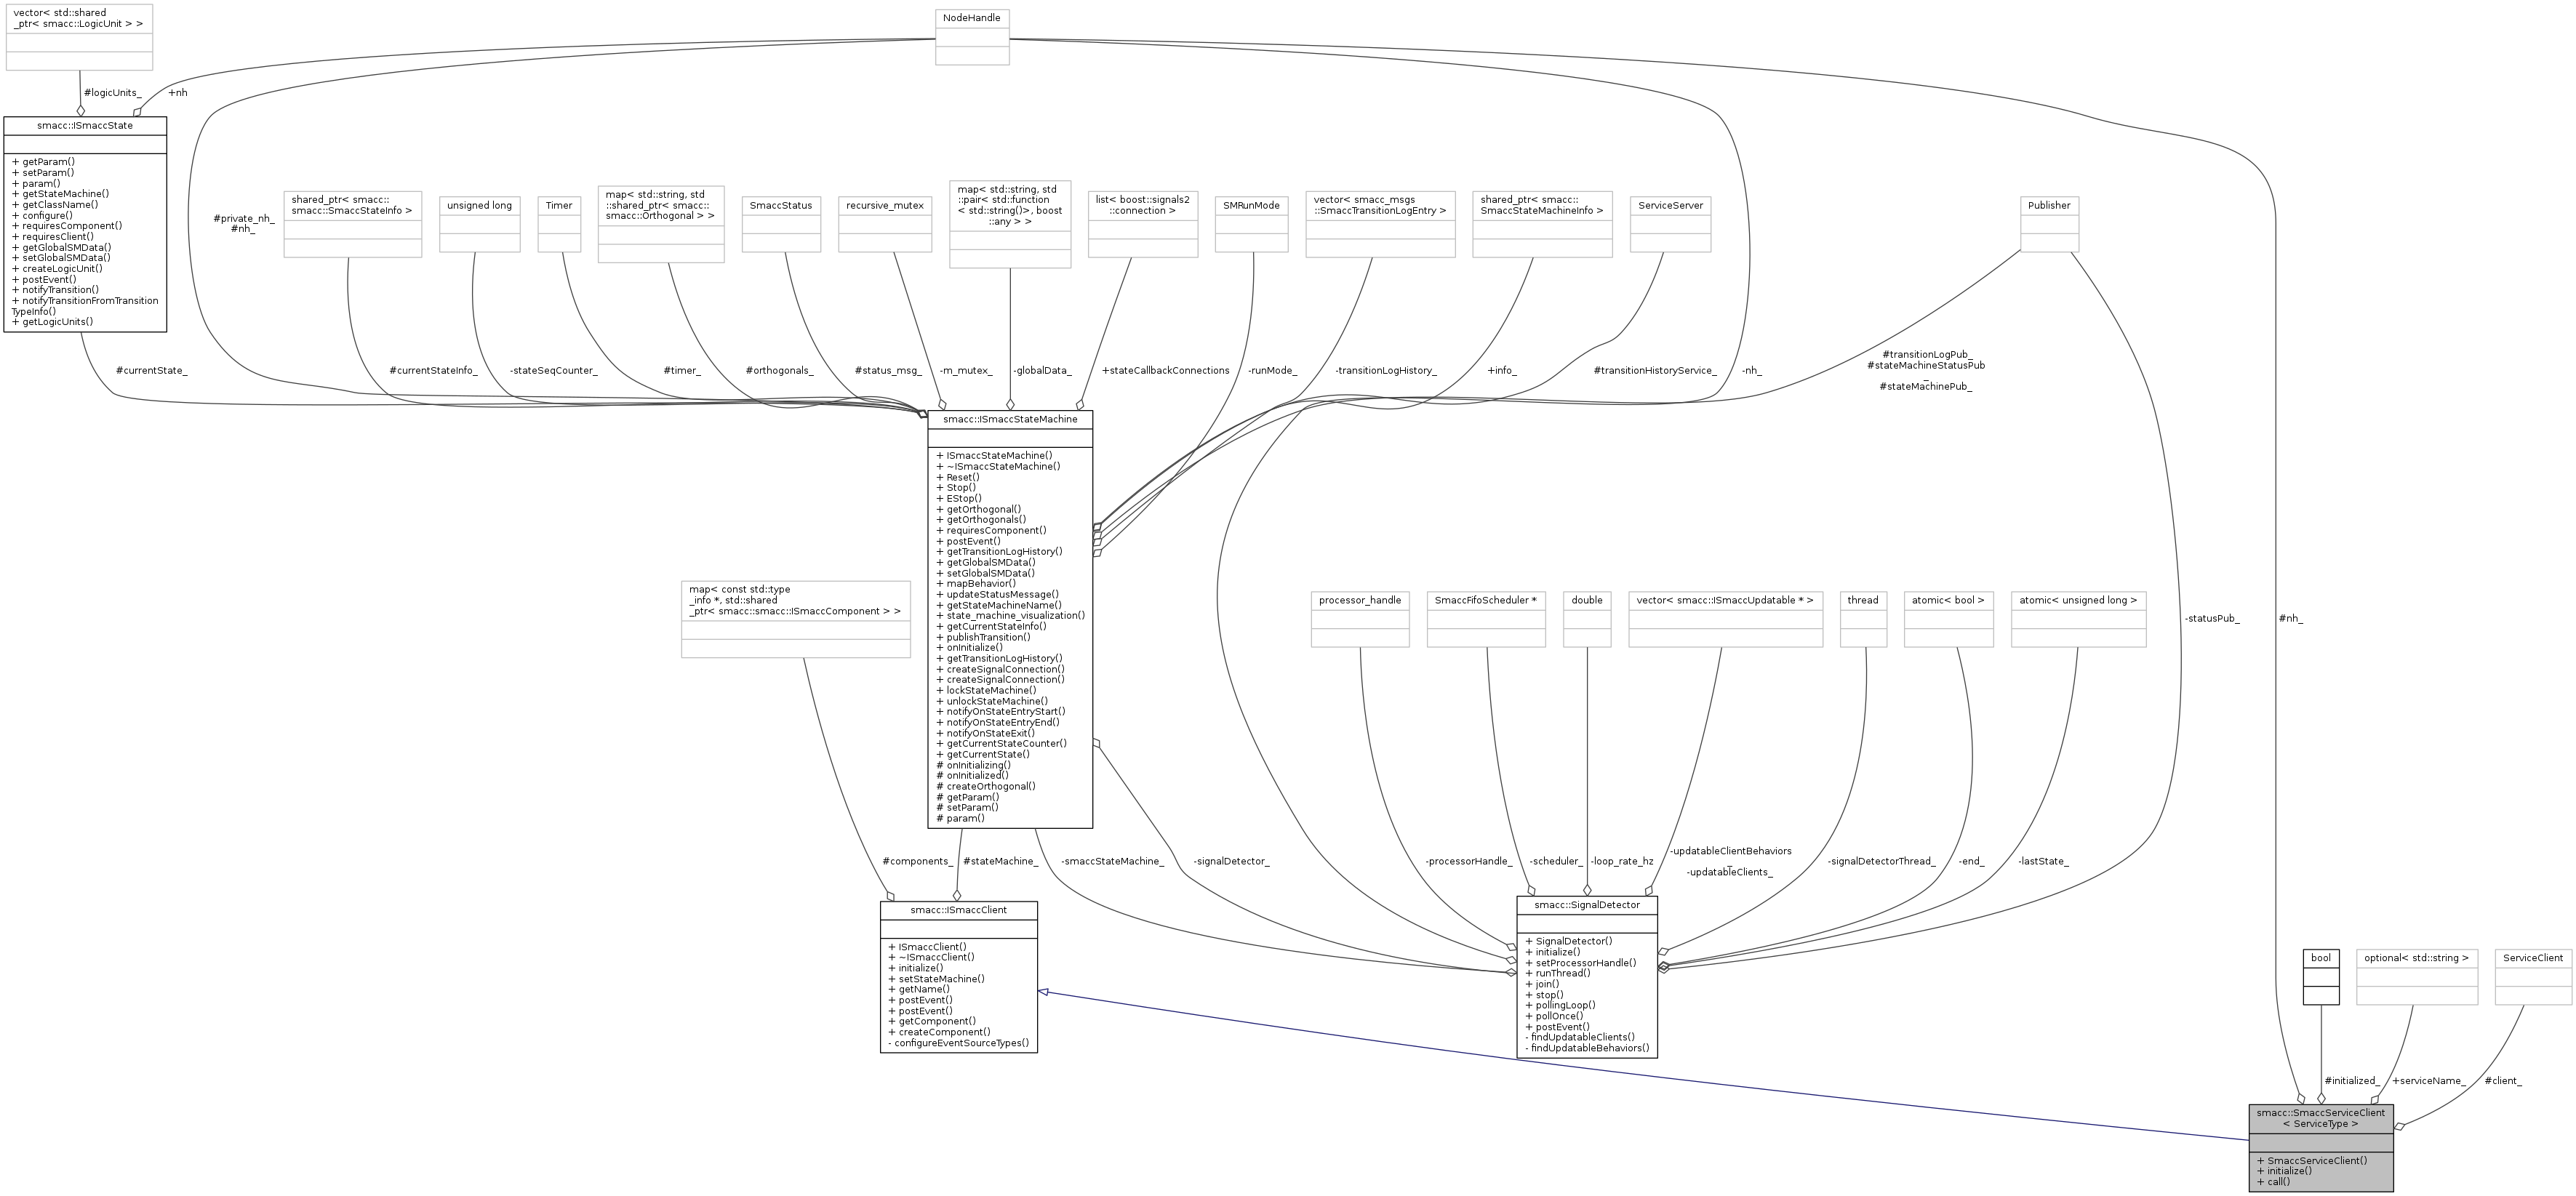 vector< std::shared
_ptr< smacc::LogicUnit > >
NodeHandle
#logicUnits_
+nh
smacc::ISmaccState
+ getParam()
+ setParam()
+ param()
+ getStateMachine()
+ getClassName()
+ configure()
+ requiresComponent()
+ requiresClient()
+ getGlobalSMData()
+ setGlobalSMData()
+ createLogicUnit()
+ postEvent()
+ notifyTransition()
+ notifyTransitionFromTransition
TypeInfo()
+ getLogicUnits()
#private_nh_
#nh_
shared_ptr< smacc::
smacc::SmaccStateInfo >
unsigned long
Timer
map< std::string, std
::shared_ptr< smacc::
smacc::Orthogonal > >
SmaccStatus
recursive_mutex
map< std::string, std
::pair< std::function
< std::string()>, boost
::any > >
list< boost::signals2
::connection >
SMRunMode
vector< smacc_msgs
::SmaccTransitionLogEntry >
shared_ptr< smacc::
SmaccStateMachineInfo >
ServiceServer
Publisher
#currentState_
#currentStateInfo_
-stateSeqCounter_
#timer_
#orthogonals_
#status_msg_
-m_mutex_
-globalData_
+stateCallbackConnections
-runMode_
-transitionLogHistory_
+info_
#transitionHistoryService_
-nh_
#transitionLogPub_
#stateMachineStatusPub
_
#stateMachinePub_
smacc::ISmaccStateMachine
+ ISmaccStateMachine()
+ ~ISmaccStateMachine()
+ Reset()
+ Stop()
+ EStop()
+ getOrthogonal()
+ getOrthogonals()
+ requiresComponent()
+ postEvent()
+ getTransitionLogHistory()
+ getGlobalSMData()
+ setGlobalSMData()
+ mapBehavior()
+ updateStatusMessage()
+ getStateMachineName()
+ state_machine_visualization()
+ getCurrentStateInfo()
+ publishTransition()
+ onInitialize()
+ getTransitionLogHistory()
+ createSignalConnection()
+ createSignalConnection()
+ lockStateMachine()
+ unlockStateMachine()
+ notifyOnStateEntryStart()
+ notifyOnStateEntryEnd()
+ notifyOnStateExit()
+ getCurrentStateCounter()
+ getCurrentState()
# onInitializing()
# onInitialized()
# createOrthogonal()
# getParam()
# setParam()
# param()
map< const std::type
_info *, std::shared
_ptr< smacc::smacc::ISmaccComponent > >
processor_handle
SmaccFifoScheduler *
double
vector< smacc::ISmaccUpdatable * >
thread
atomic< bool >
atomic< unsigned long >
-statusPub_
#nh_
#components_
#stateMachine_
-smaccStateMachine_
-signalDetector_
-processorHandle_
-scheduler_
-loop_rate_hz
-updatableClientBehaviors
_
-updatableClients_
-signalDetectorThread_
-end_
-lastState_
smacc::ISmaccClient
+ ISmaccClient()
+ ~ISmaccClient()
+ initialize()
+ setStateMachine()
+ getName()
+ postEvent()
+ postEvent()
+ getComponent()
+ createComponent()
- configureEventSourceTypes()
smacc::SignalDetector
+ SignalDetector()
+ initialize()
+ setProcessorHandle()
+ runThread()
+ join()
+ stop()
+ pollingLoop()
+ pollOnce()
+ postEvent()
- findUpdatableClients()
- findUpdatableBehaviors()
bool
optional< std::string >
ServiceClient
#initialized_
+serviceName_
#client_
smacc::SmaccServiceClient
< ServiceType >
+ SmaccServiceClient()
+ initialize()
+ call()